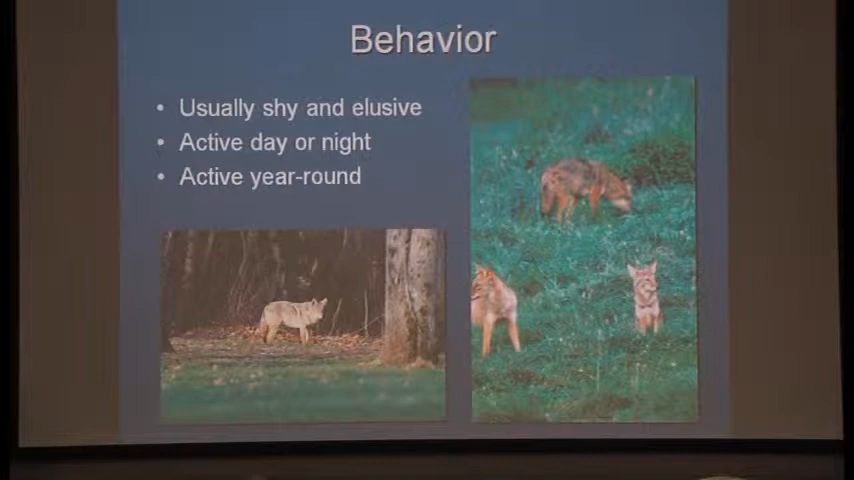 Behavior
• Usually shy and elusive
• Active day or night
• Active year-round